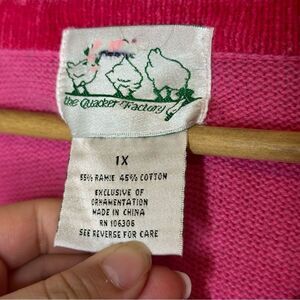 the Quacker Factory
1X
55% RAMIE 45% COTTON
EXCLUSIVE OF
ORNAMENTATION
MADE IN CHINA
RN 106306
SEE REVERSE FOR CARE